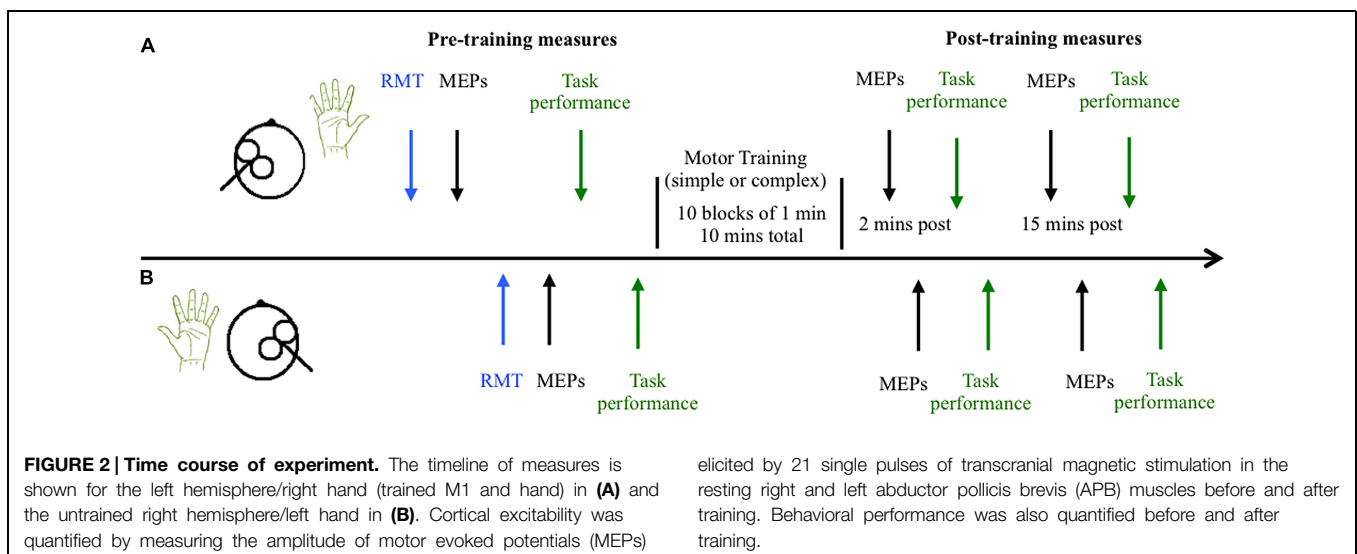 A
Pre-training measures
Post-training measures
RMT
MEPs
Task
performance
MEPs
Task
performance
MEPs
Task
performance
Motor Training
(simple or complex)
10 blocks of 1 min
10 mins total
2 mins post
15 mins post
B
RMT
MEPs
Task
performance
MEPs
Task
performance
MEPs
Task
performance
FIGURE 2 | Time course of experiment. The timeline of measures is
shown for the left hemisphere/right hand (trained M1 and hand) in (A) and
the untrained right hemisphere/left hand in (B). Cortical excitability was
quantified by measuring the amplitude of motor evoked potentials (MEPs)
elicited by 21 single pulses of transcranial magnetic stimulation in the
resting right and left abductor pollicis brevis (APB) muscles before and after
training. Behavioral performance was also quantified before and after
training.